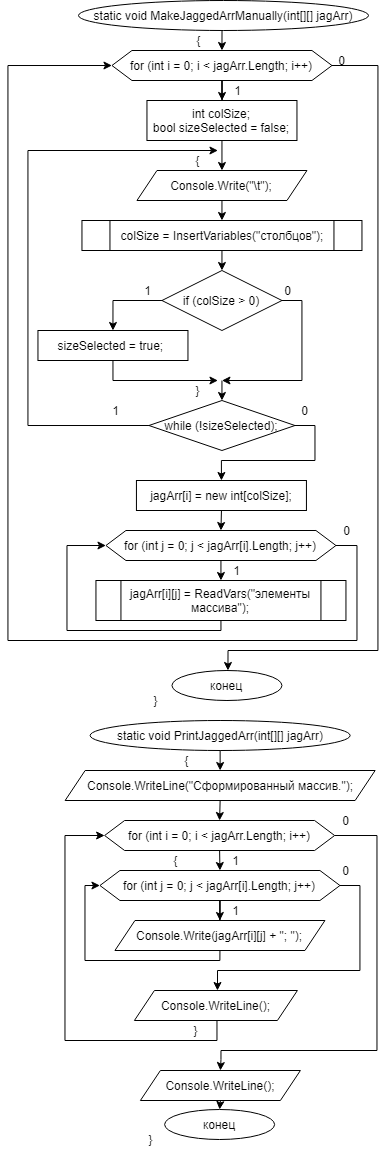 static void MakeJaggedArrManually(int[][] jagArr)
{
for (int i = 0; i < jagArr.Length; i++)
0
1
int colSize;
bool sizeSelected = false;
{
Console.Write("\t");
colSize = InsertVariables("столбцов");
1
if (colSize > 0)
0
sizeSelected = true;
}
1
while (!sizeSelected);
0
jagArr[i] = new int[colSize];
for (int j = 0; j < jagArr[i].Length; j++)
0
1
jagArr[i][j] = ReadVars("элементы
массива");
конец
}
static void PrintJaggedArr(int[][] jagArr)
{
Console.WriteLine("Сформированный массив.");
for (int i = 0; i < jagArr.Length; i++)
0
{
1
for (int j = 0; j < jagArr[i].Length; j++)
0
1
Console.Write(jagArr[i][j] + "; ");
Console.WriteLine();
}
Console.WriteLine();
конец
}